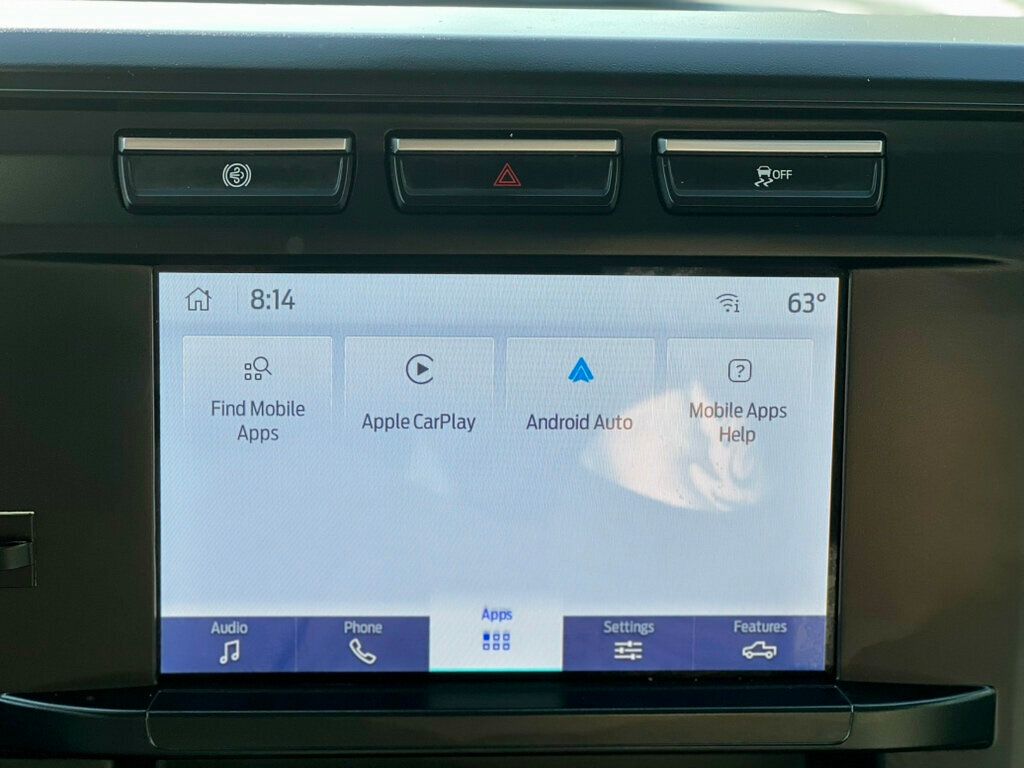 OFF
8:14
63°
Find Mobile
Apps
Apple CarPlay
Android Auto
Mobile Apps
Help
Audio
Phone
Apps
Settings
Features